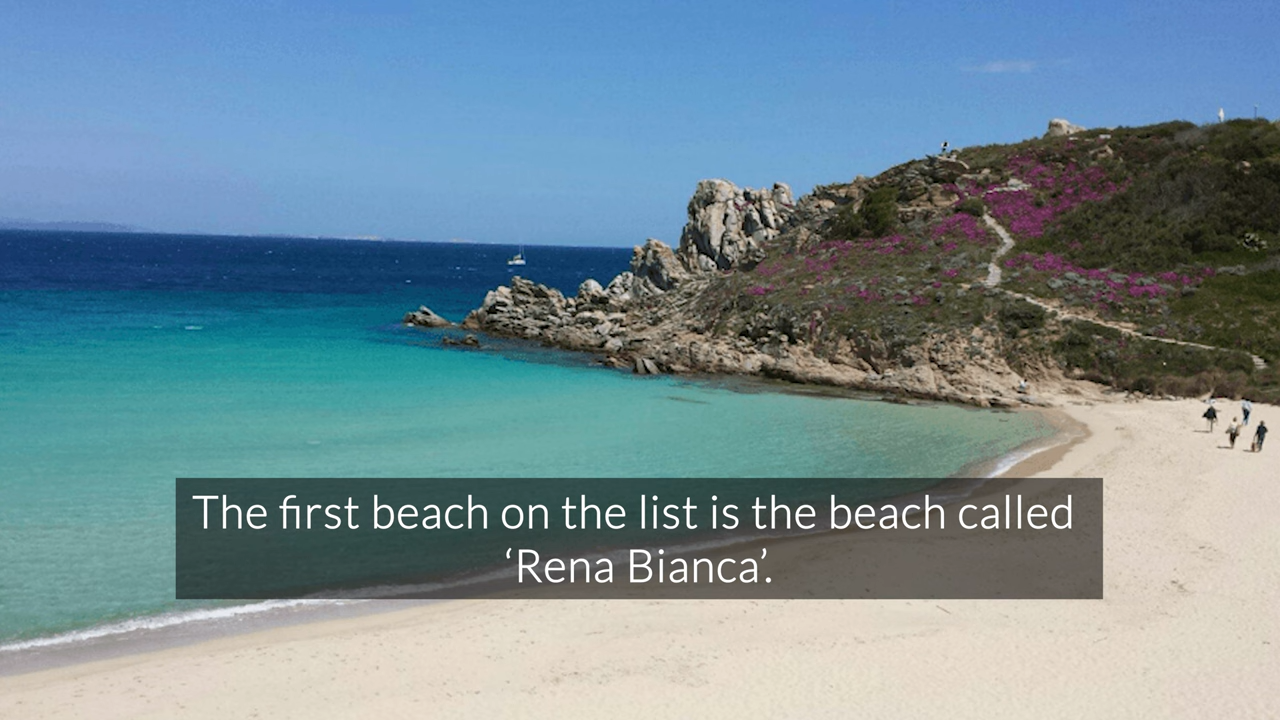 The first beach on the list is the beach called
‘Rena Bianca’.